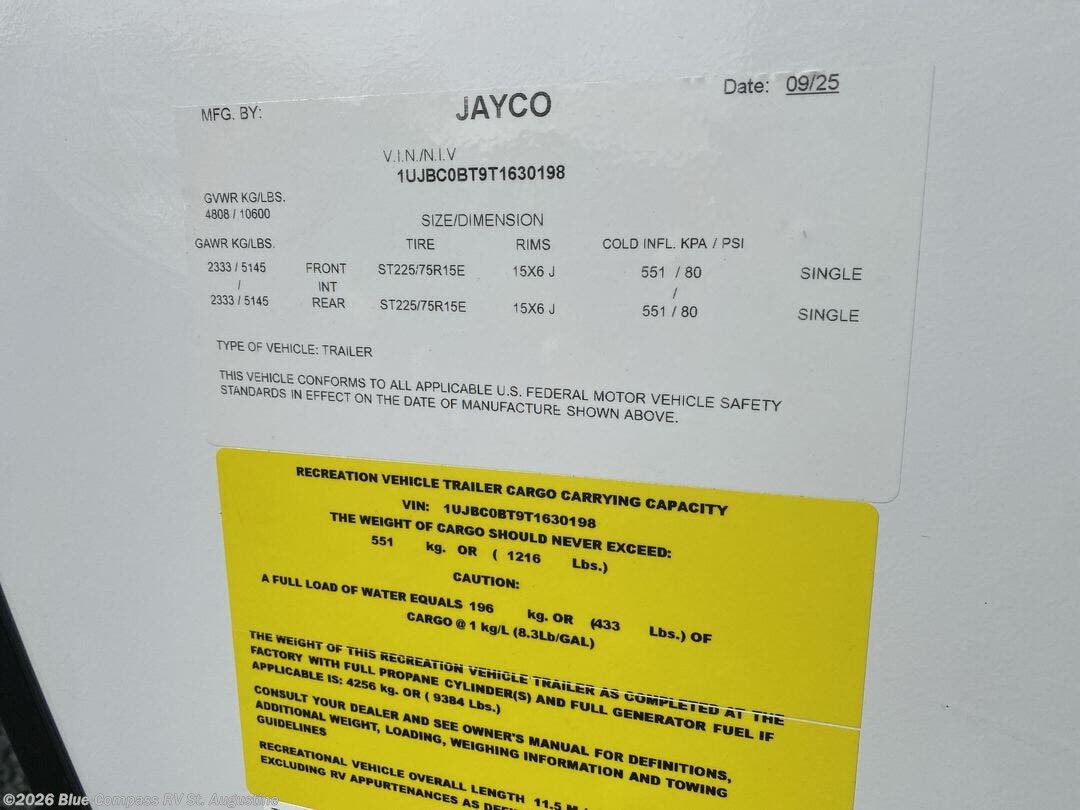 MFG. BY: JAYCO Date: 09/25
V.I.N./N.I.V
1UJBC0BT9T1630198
GVWR KG/LBS.
4808 / 10600
SIZE/DIMENSION
GAWR KG/LBS. TIRE RIMS COLD INFL. KPA / PSI
2333 / 5145 FRONT ST225/75R15E 15X6 J 551 / 80 SINGLE
/ INT /
2333 / 5145 REAR ST225/75R15E 15X6 J 551 / 80 SINGLE
TYPE OF VEHICLE: TRAILER
THIS VEHICLE CONFORMS TO ALL APPLICABLE U.S. FEDERAL MOTOR VEHICLE SAFETY
STANDARDS IN EFFECT ON THE DATE OF MANUFACTURE SHOWN ABOVE.
RECREATION VEHICLE TRAILER CARGO CARRYING CAPACITY
VIN: 1UJBC0BT9T1630198
THE WEIGHT OF CARGO SHOULD NEVER EXCEED:
551 kg. OR ( 1216 Lbs.)
CAUTION:
A FULL LOAD OF WATER EQUALS 196 kg. OR (433 Lbs.) OF
CARGO @ 1 kg/L (8.3Lb/GAL)
THE WEIGHT OF THIS RECREATION VEHICLE TRAILER AS COMPLETED AT THE
FACTORY WITH FULL PROPANE CYLINDER(S) AND FULL GENERATOR FUEL IF
APPLICABLE IS: 4256 kg. OR ( 9384 Lbs.)
CONSULT YOUR DEALER AND SEE OWNER'S MANUAL FOR DEFINITIONS,
ADDITIONAL WEIGHT, LOADING, WEIGHING INFORMATION AND TOWING
GUIDELINES
RECREATIONAL VEHICLE OVERALL LENGTH 11.5 M
EXCLUDING RV APPURTENANCES AS
©2026 Blue Compass RV St. Augustine